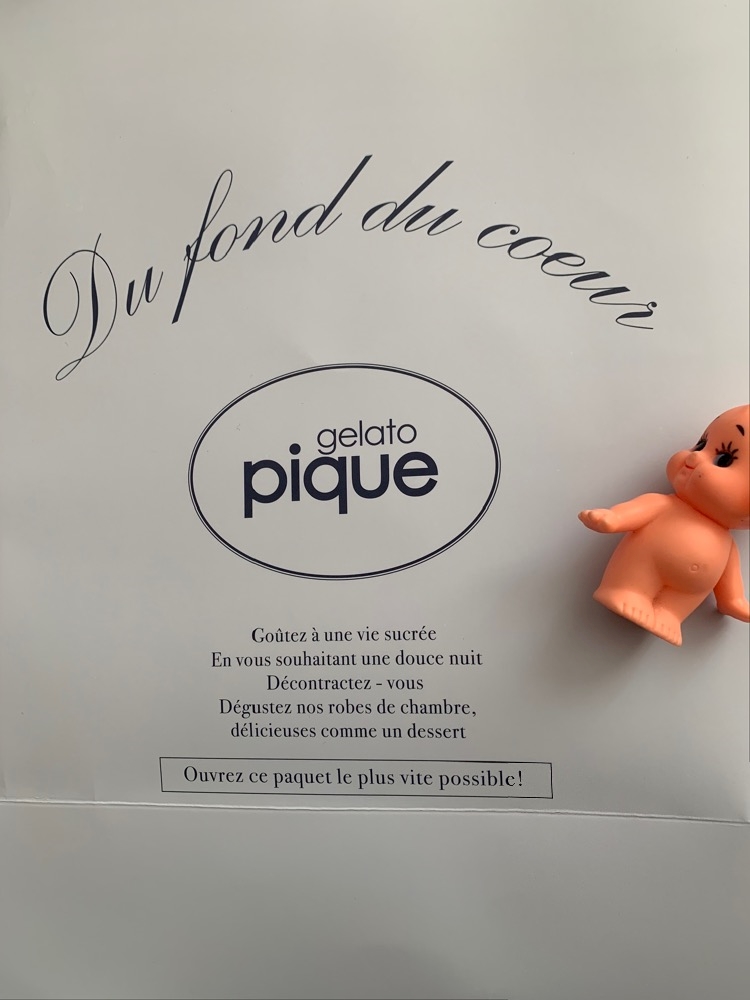 Du fond du coeur
gelato
pique
Goûtez à une vie sucrée
En vous souhaitant une douce nuit
Décontractez - vous
Dégustez nos robes de chambre,
délicieuses comme un dessert
Ouvrez ce paquet le plus vite possible!